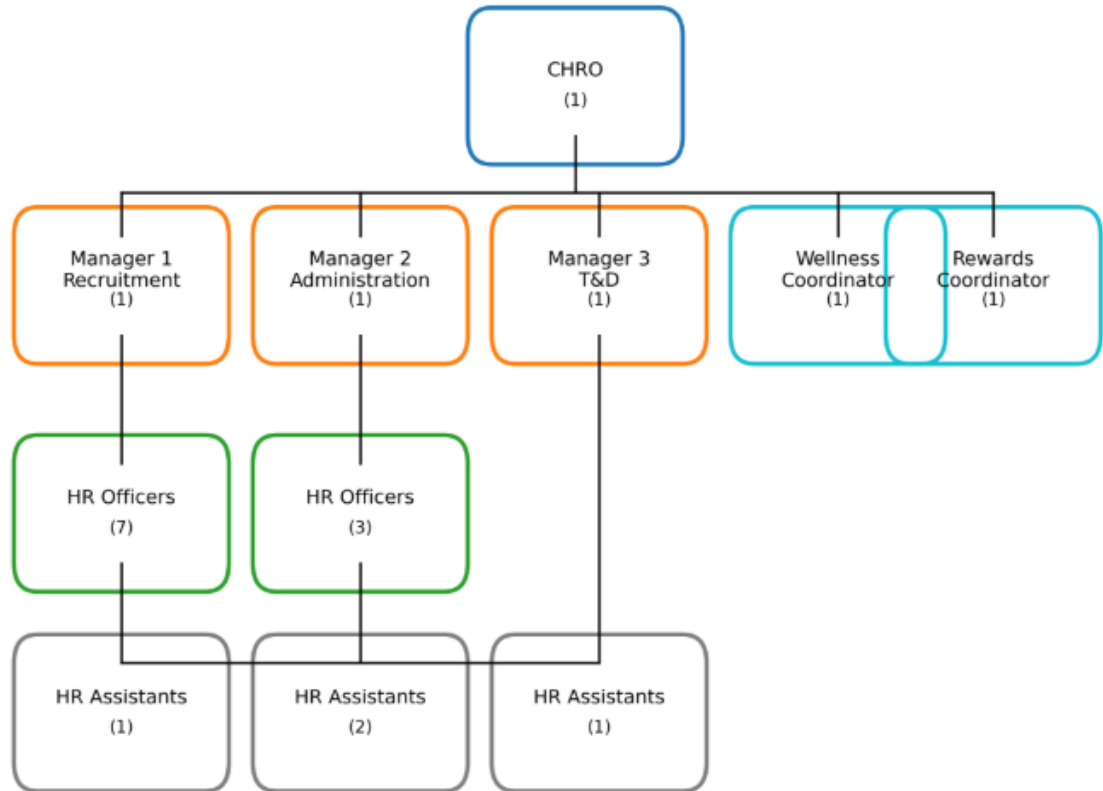 CHRO
(1)
Manager 1
Recruitment
(1)
Manager 2
Administration
(1)
Manager 3
T&D
(1)
Wellness
Coordinator
(1)
Rewards
Coordinator
(1)
HR Officers
(7)
HR Officers
(3)
HR Assistants
(1)
HR Assistants
(2)
HR Assistants
(1)